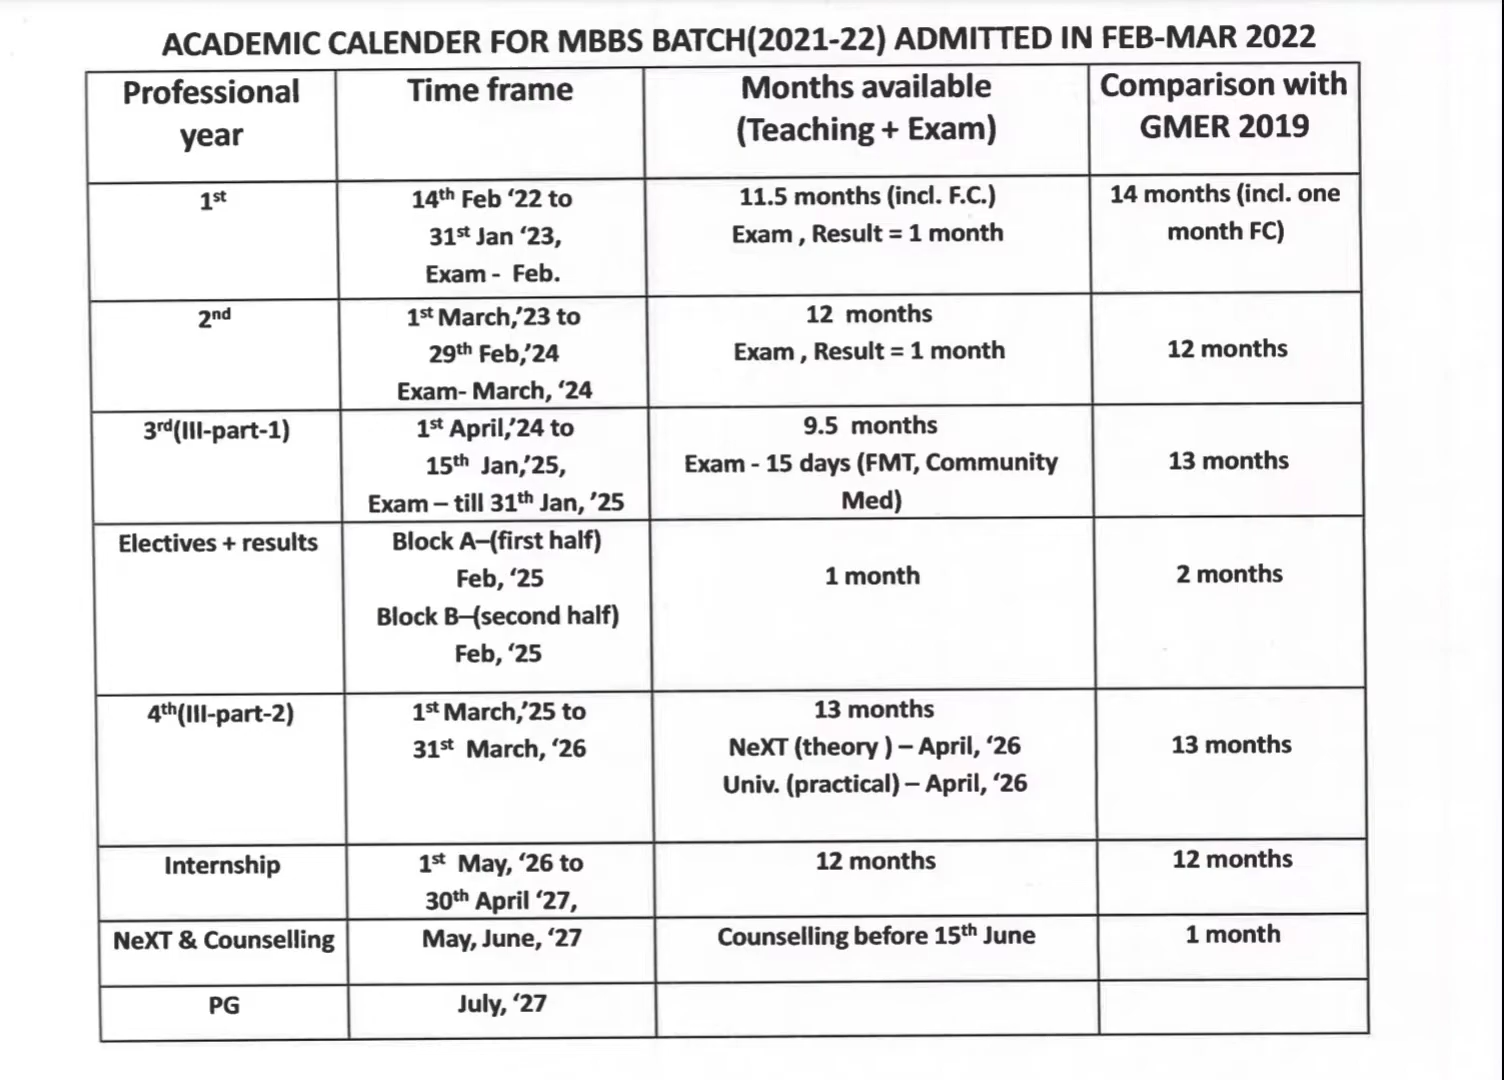 ACADEMIC CALENDER FOR MBBS BATCH(2021-22) ADMITTED IN FEB-MAR 2022
Professional year | Time frame | Months available (Teaching + Exam) | Comparison with GMER 2019
1st
14th Feb ‘22 to
31st Jan ‘23,
Exam - Feb.
11.5 months (incl. F.C.)
Exam , Result = 1 month
14 months (incl. one
month FC)
2nd
1st March,’23 to
29th Feb,’24
Exam- March, ‘24
12 months
Exam , Result = 1 month
12 months
3rd(III-part-1)
1st April,’24 to
15th Jan,’25,
Exam – till 31th Jan, ’25
9.5 months
Exam - 15 days (FMT, Community
Med)
13 months
Electives + results
Block A–(first half)
Feb, ‘25
Block B–(second half)
Feb, ‘25
1 month
2 months
4th(III-part-2)
1st March,’25 to
31st March, ‘26
13 months
NeXT (theory ) – April, ‘26
Univ. (practical) – April, ‘26
13 months
Internship
1st May, ‘26 to
30th April ‘27,
12 months
12 months
NeXT & Counselling
May, June, ‘27
Counselling before 15th June
1 month
PG
July, ‘27